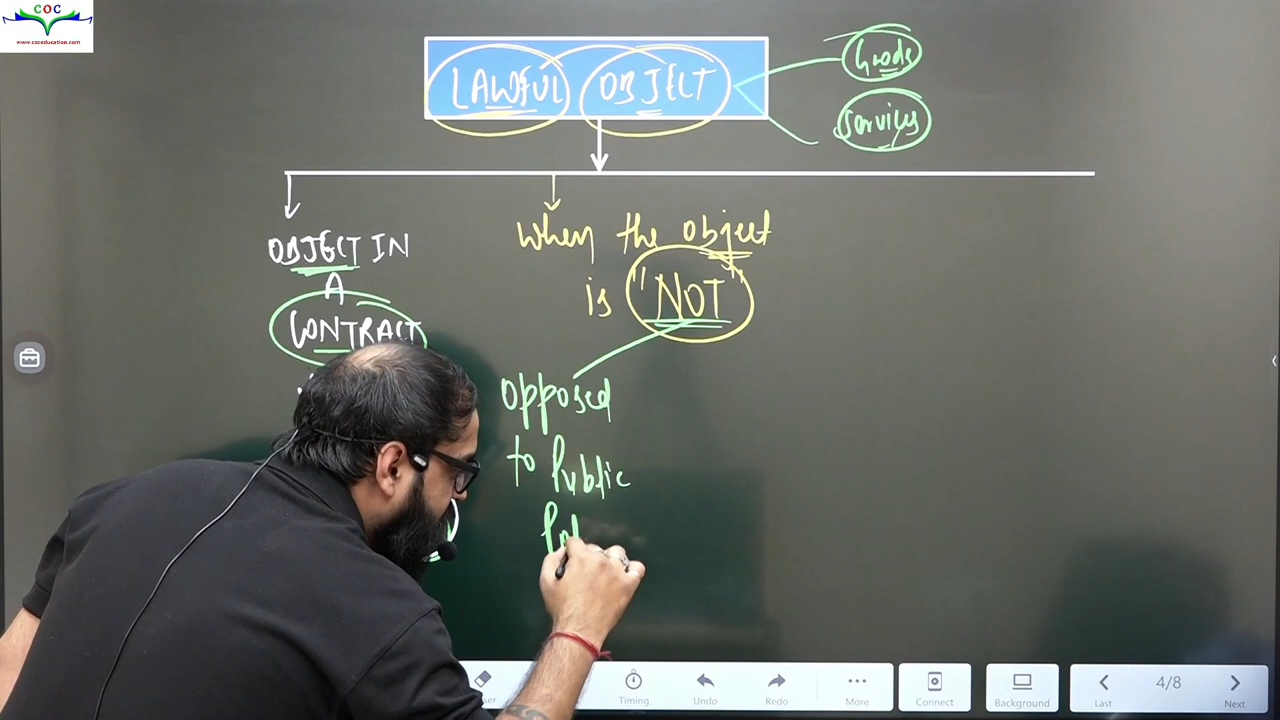 COC
www.coceducation.com
LAWFUL OBJECT
Goods
Services
OBJECT IN
A
CONTRACT
When the object
is "NOT"
opposed
to Public
Pol
Timing
Undo
Redo
More
Connect
Background
Last
4/8
Next